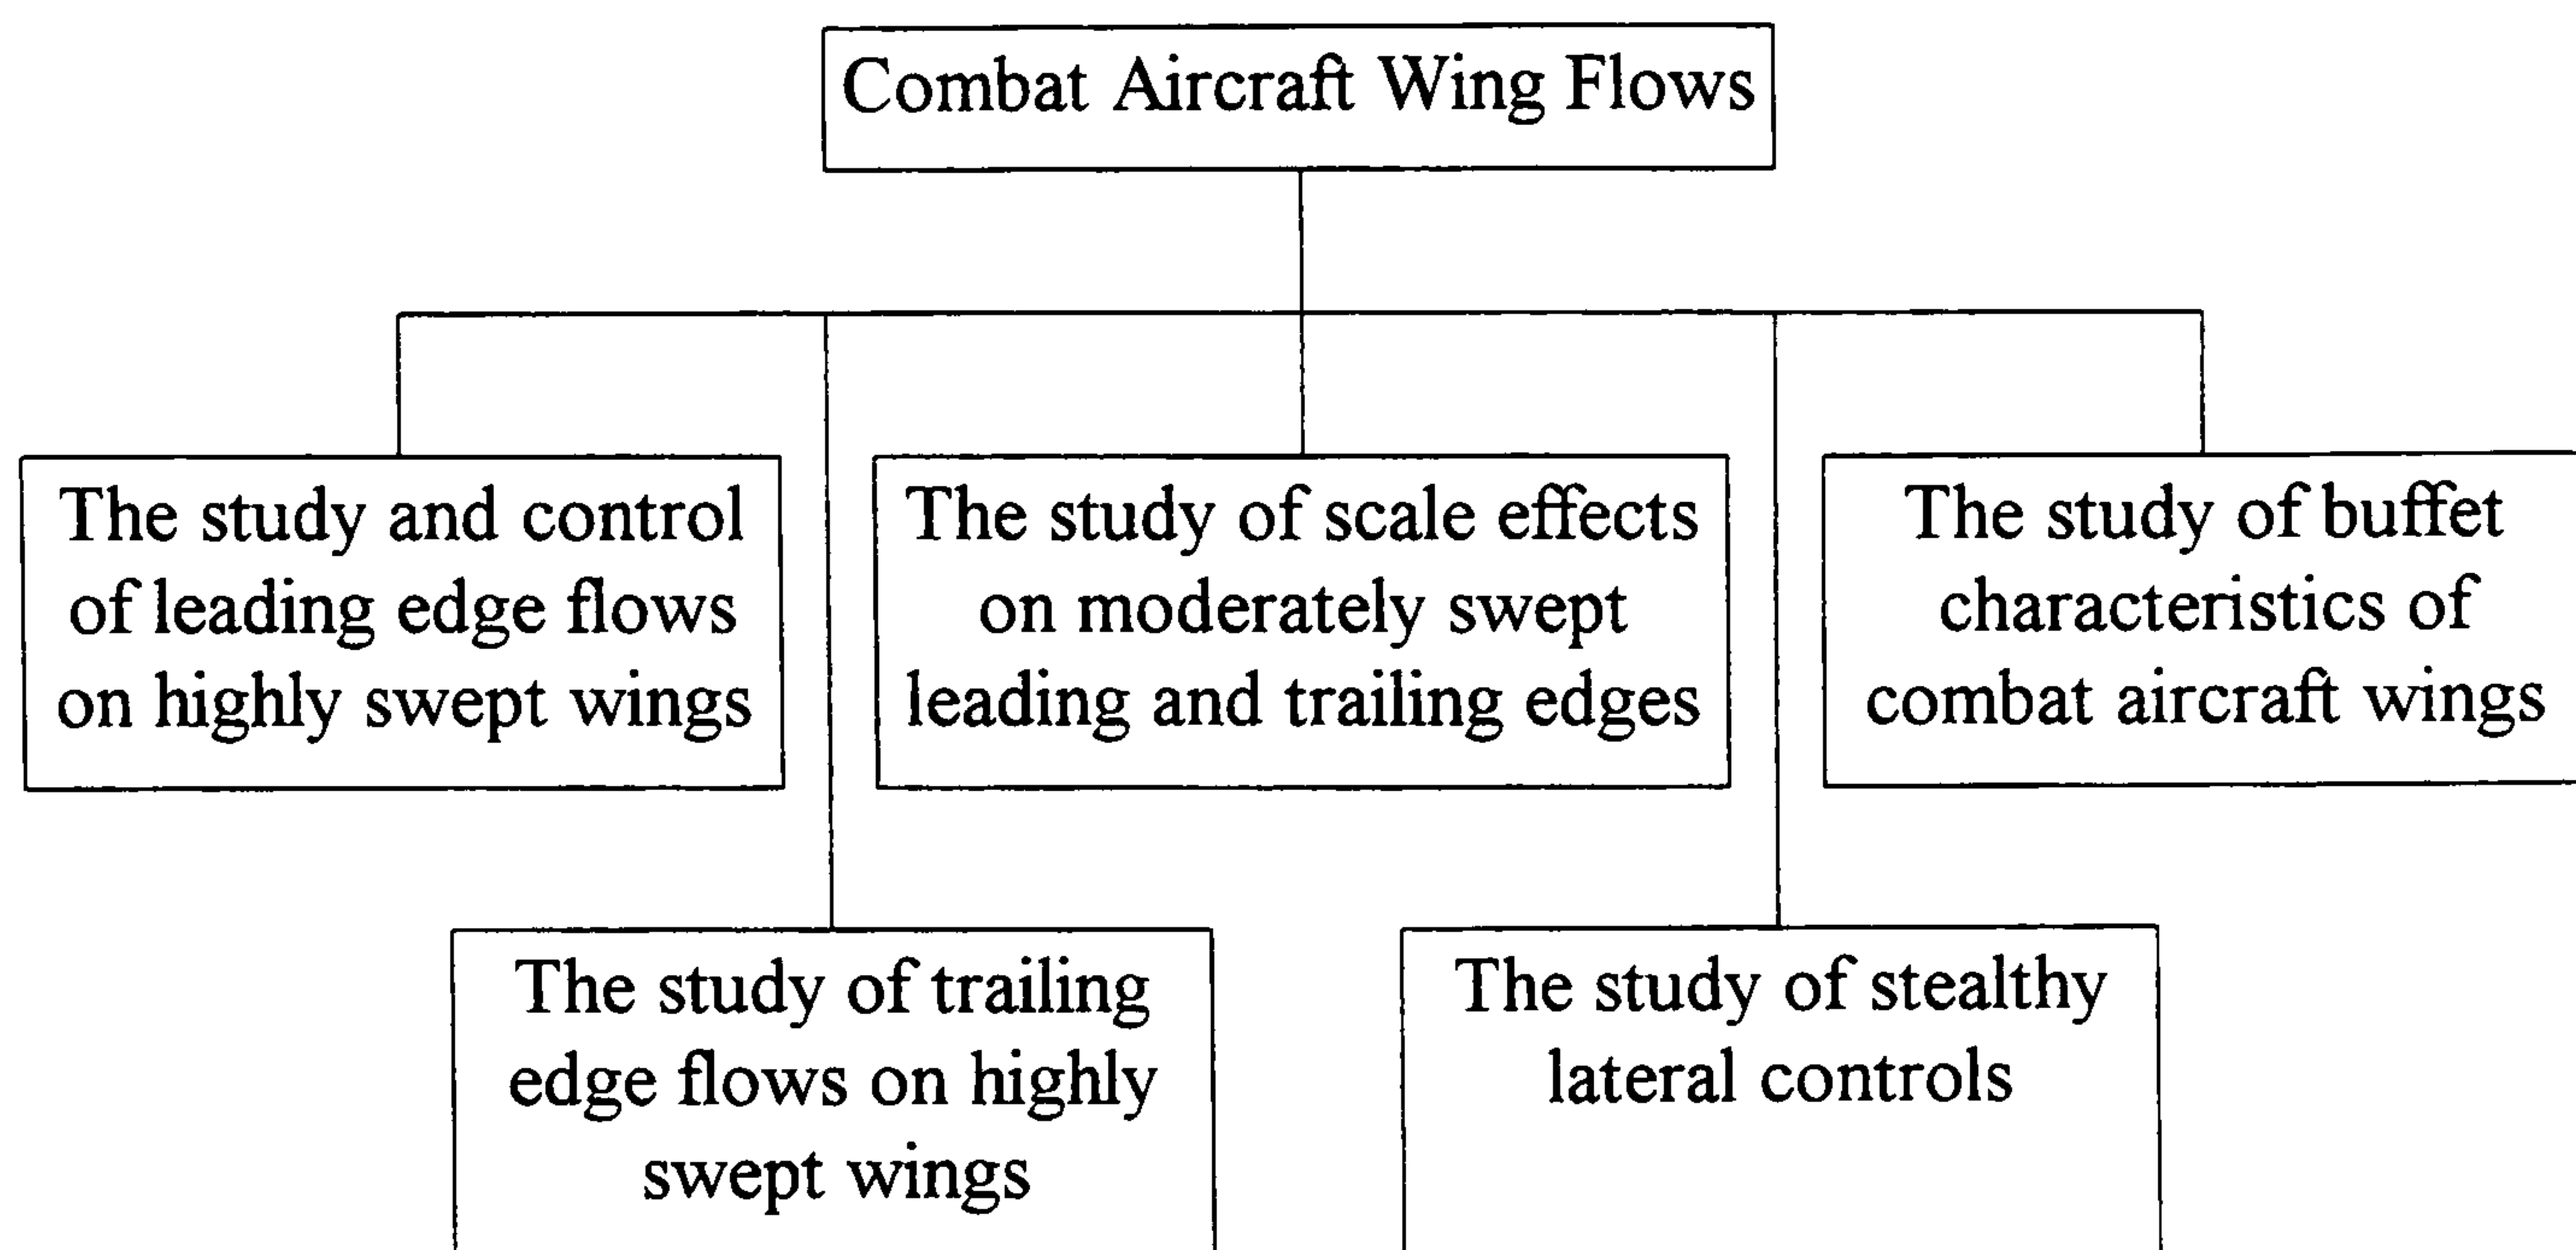 Combat Aircraft Wing Flows
The study and control
of leading edge flows
on highly swept wings
The study of scale effects
on moderately swept
leading and trailing edges
The study of buffet
characteristics of
combat aircraft wings
The study of trailing
edge flows on highly
swept wings
The study of stealthy
lateral controls